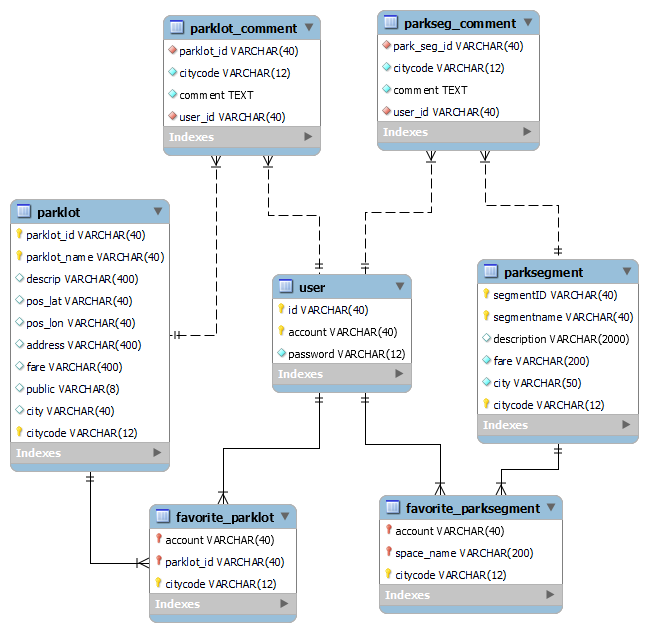 parklot_comment
parklot_id VARCHAR(40)
citycode VARCHAR(12)
comment TEXT
user_id VARCHAR(40)
Indexes
parkseg_comment
park_seg_id VARCHAR(40)
citycode VARCHAR(12)
comment TEXT
user_id VARCHAR(40)
Indexes
parklot
parklot_id VARCHAR(40)
parklot_name VARCHAR(40)
descrip VARCHAR(400)
pos_lat VARCHAR(40)
pos_lon VARCHAR(40)
address VARCHAR(400)
fare VARCHAR(400)
public VARCHAR(8)
city VARCHAR(40)
citycode VARCHAR(12)
Indexes
user
id VARCHAR(40)
account VARCHAR(40)
password VARCHAR(12)
Indexes
parksegment
segmentID VARCHAR(40)
segmentname VARCHAR(40)
description VARCHAR(2000)
fare VARCHAR(200)
city VARCHAR(50)
citycode VARCHAR(12)
Indexes
favorite_parklot
account VARCHAR(40)
parklot_id VARCHAR(40)
citycode VARCHAR(12)
Indexes
favorite_parksegment
account VARCHAR(40)
space_name VARCHAR(200)
citycode VARCHAR(12)
Indexes